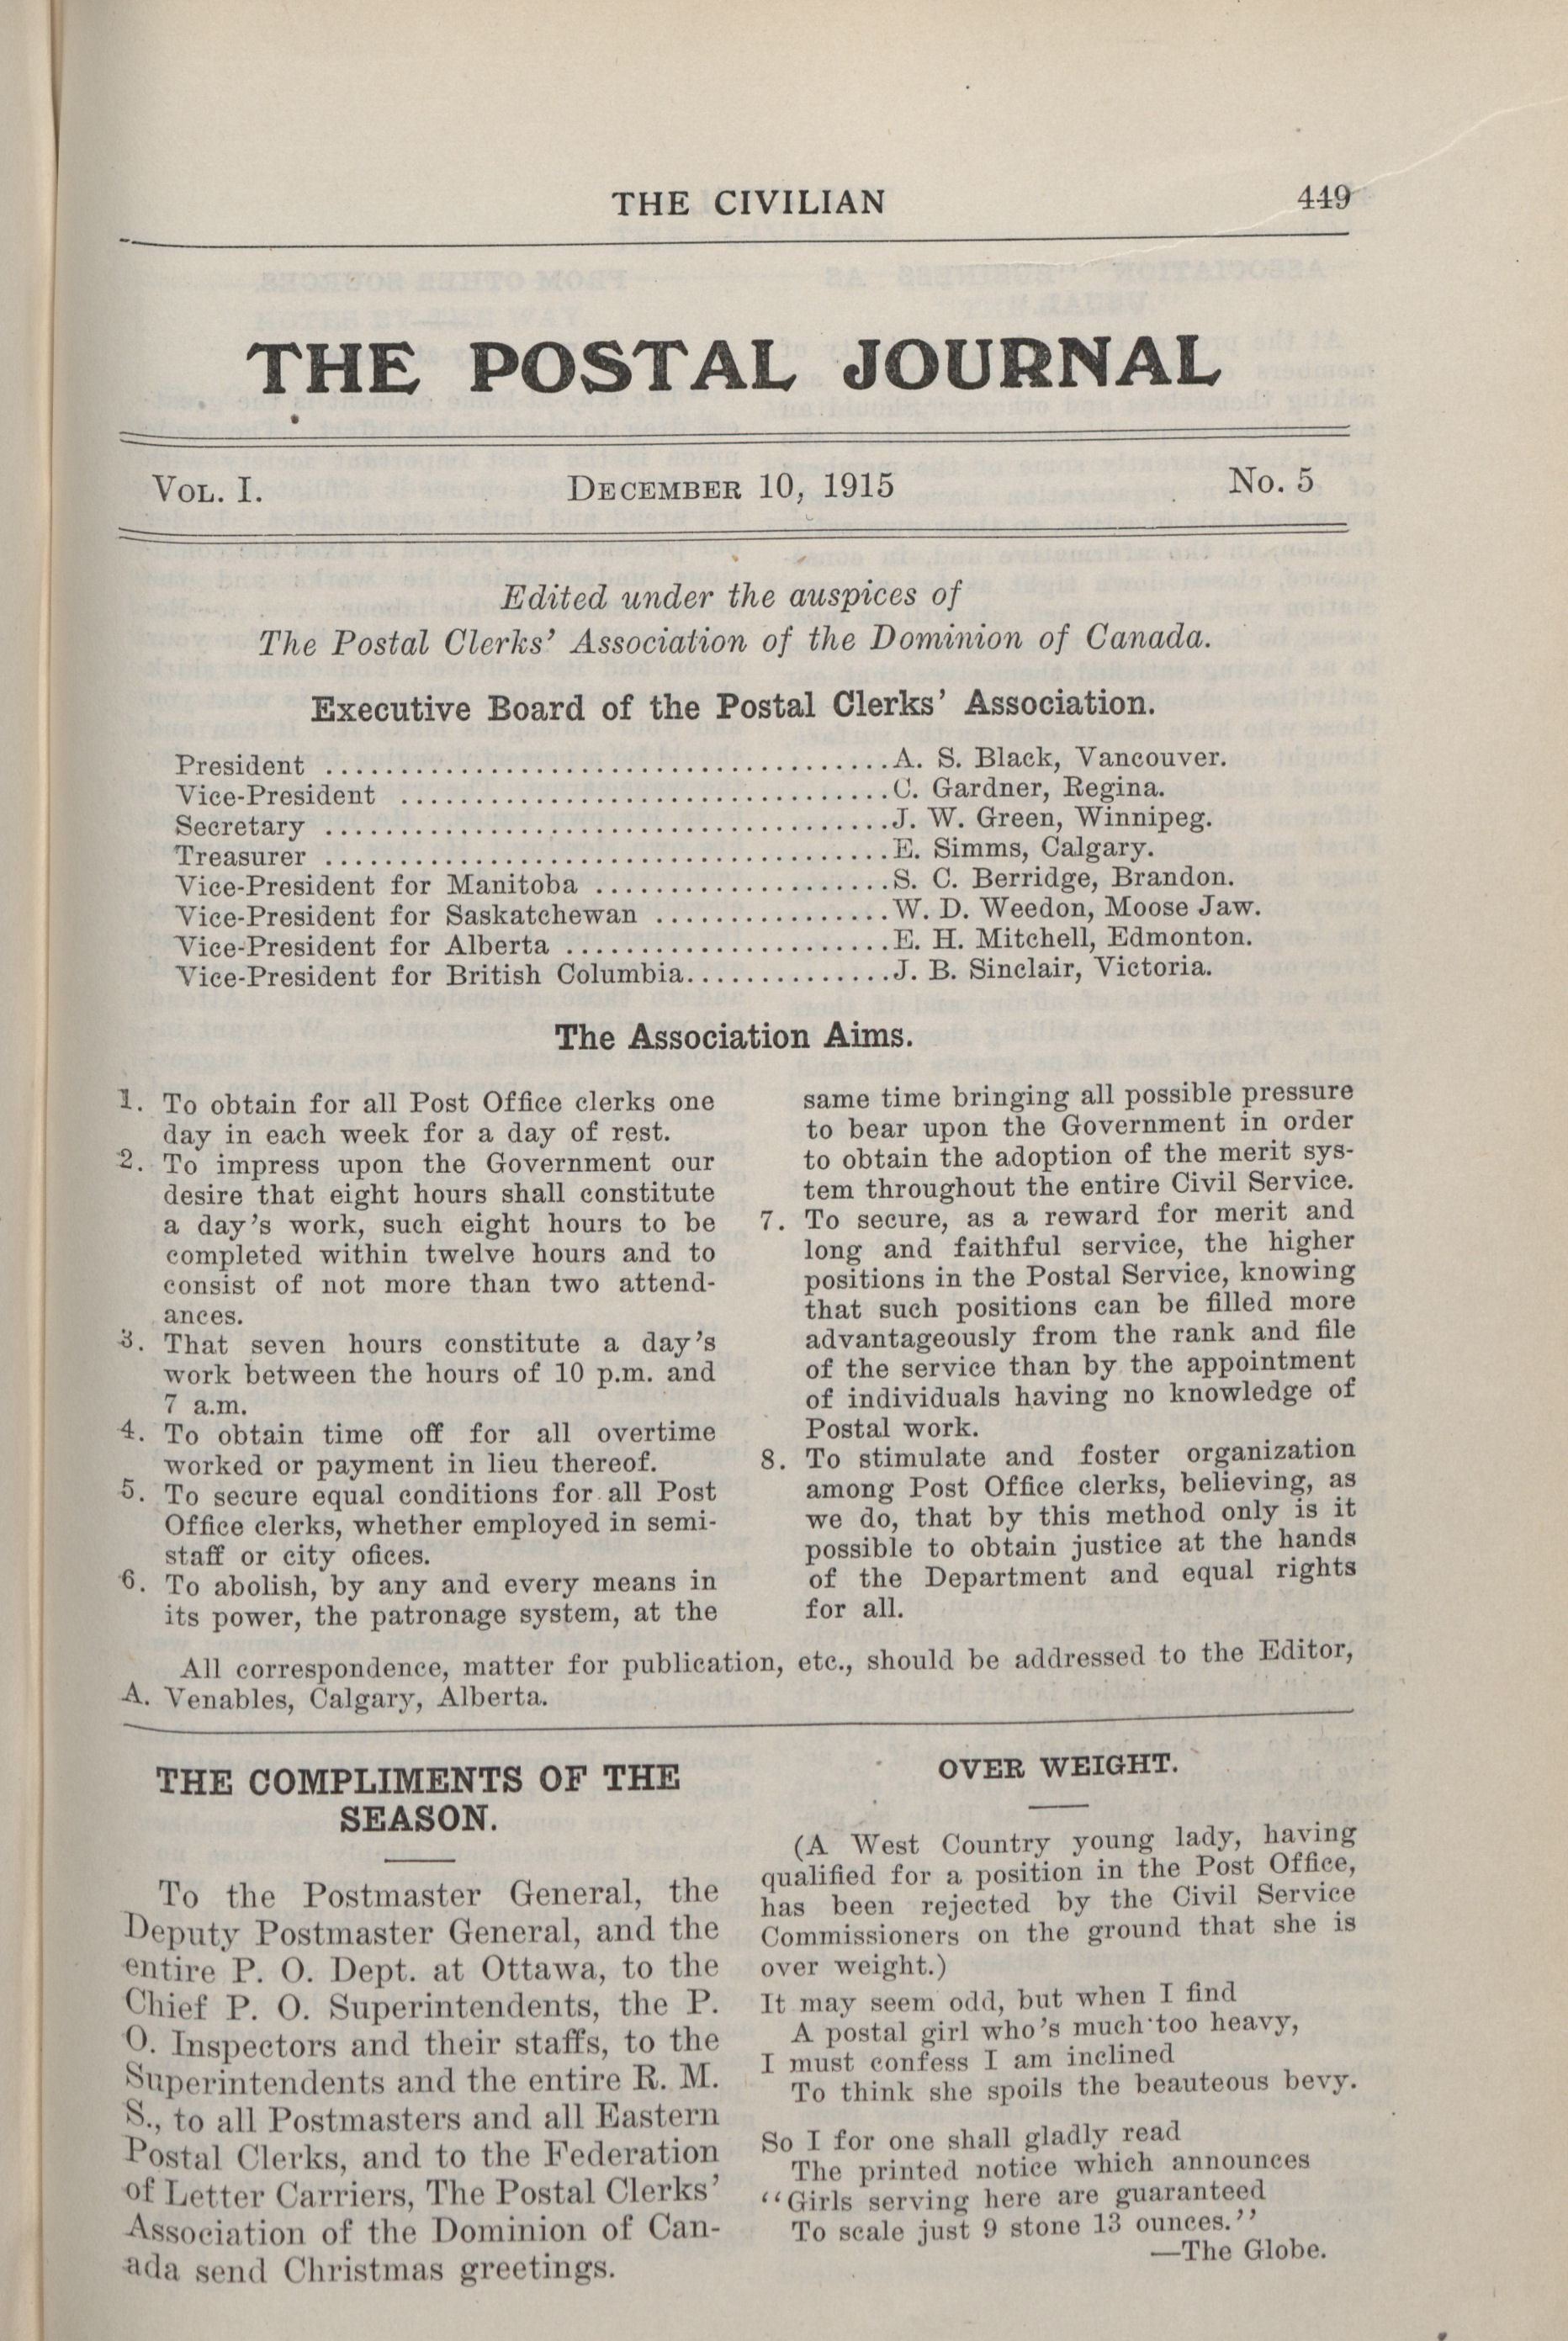 THE CIVILIAN 449
THE POSTAL JOURNAL
VOL. I. DECEMBER 10, 1915 No. 5
Edited under the auspices of
The Postal Clerks' Association of the Dominion of Canada.
Executive Board of the Postal Clerks' Association.
President ......................................A. S. Black, Vancouver.
Vice-President .................................C. Gardner, Regina.
Secretary ......................................J. W. Green, Winnipeg.
Treasurer ......................................E. Simms, Calgary.
Vice-President for Manitoba ....................S. C. Berridge, Brandon.
Vice-President for Saskatchewan ................W. D. Weedon, Moose Jaw.
Vice-President for Alberta ......................E. H. Mitchell, Edmonton.
Vice-President for British Columbia..............J. B. Sinclair, Victoria.
The Association Aims.
1. To obtain for all Post Office clerks one
day in each week for a day of rest.
2. To impress upon the Government our
desire that eight hours shall constitute
a day's work, such eight hours to be
completed within twelve hours and to
consist of not more than two attend-
ances.
3. That seven hours constitute a day's
work between the hours of 10 p.m. and
7 a.m.
4. To obtain time off for all overtime
worked or payment in lieu thereof.
5. To secure equal conditions for all Post
Office clerks, whether employed in semi-
staff or city ofices.
6. To abolish, by any and every means in
its power, the patronage system, at the
same time bringing all possible pressure
to bear upon the Government in order
to obtain the adoption of the merit sys-
tem throughout the entire Civil Service.
7. To secure, as a reward for merit and
long and faithful service, the higher
positions in the Postal Service, knowing
that such positions can be filled more
advantageously from the rank and file
of the service than by the appointment
of individuals having no knowledge of
Postal work.
8. To stimulate and foster organization
among Post Office clerks, believing, as
we do, that by this method only is it
possible to obtain justice at the hands
of the Department and equal rights
for all.
All correspondence, matter for publication, etc., should be addressed to the Editor,
A. Venables, Calgary, Alberta.
THE COMPLIMENTS OF THE
SEASON.
To the Postmaster General, the
Deputy Postmaster General, and the
entire P. O. Dept. at Ottawa, to the
Chief P. O. Superintendents, the P.
O. Inspectors and their staffs, to the
Superintendents and the entire R. M.
S., to all Postmasters and all Eastern
Postal Clerks, and to the Federation
of Letter Carriers, The Postal Clerks'
Association of the Dominion of Can-
ada send Christmas greetings.
OVER WEIGHT.
(A West Country young lady, having
qualified for a position in the Post Office,
has been rejected by the Civil Service
Commissioners on the ground that she is
over weight.)
It may seem odd, but when I find
A postal girl who's much too heavy,
I must confess I am inclined
To think she spoils the beauteous bevy.
So I for one shall gladly read
The printed notice which announces
"Girls serving here are guaranteed
To scale just 9 stone 13 ounces."
—The Globe.